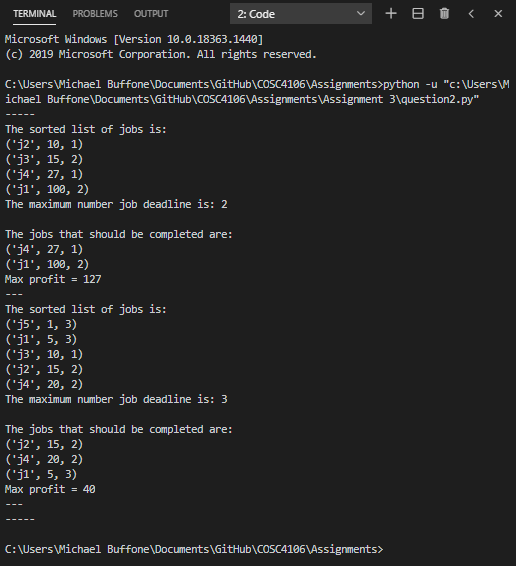 TERMINAL PROBLEMS OUTPUT 2: Code
Microsoft Windows [Version 10.0.18363.1440]
(c) 2019 Microsoft Corporation. All rights reserved.
C:\Users\Michael Buffone\Documents\GitHub\COSC4106\Assignments>python -u "c:\Users\M
ichael Buffone\Documents\GitHub\COSC4106\Assignments\Assignment 3\question2.py"
-----
The sorted list of jobs is:
('j2', 10, 1)
('j3', 15, 2)
('j4', 27, 1)
('j1', 100, 2)
The maximum number job deadline is: 2
The jobs that should be completed are:
('j4', 27, 1)
('j1', 100, 2)
Max profit = 127
---
The sorted list of jobs is:
('j5', 1, 3)
('j1', 5, 3)
('j3', 10, 1)
('j2', 15, 2)
('j4', 20, 2)
The maximum number job deadline is: 3
The jobs that should be completed are:
('j2', 15, 2)
('j4', 20, 2)
('j1', 5, 3)
Max profit = 40
---
-----
C:\Users\Michael Buffone\Documents\GitHub\COSC4106\Assignments>